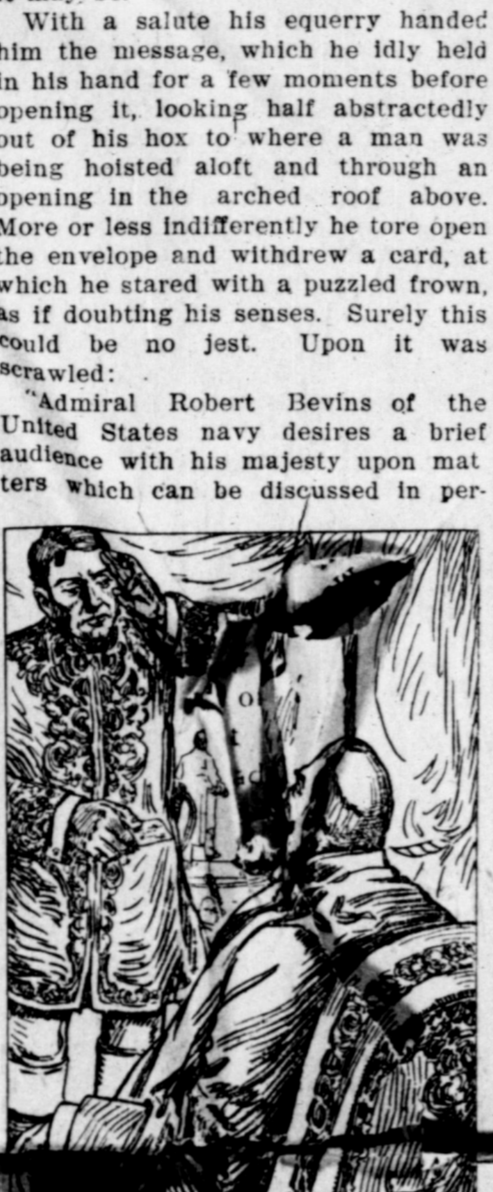 With a salute his equerry handed
him the message, which he idly held
in his hand for a few moments before
opening it, looking half abstractedly
out of his hox to where a man was
being hoisted aloft and through an
opening in the arched roof above.
More or less indifferently he tore open
the envelope and withdrew a card, at
which he stared with a puzzled frown,
as if doubting his senses. Surely this
could be no jest. Upon it was
scrawled:
"Admiral Robert Bevins of the
United States navy desires a brief
audience with his majesty upon mat
ters which can be discussed in per-